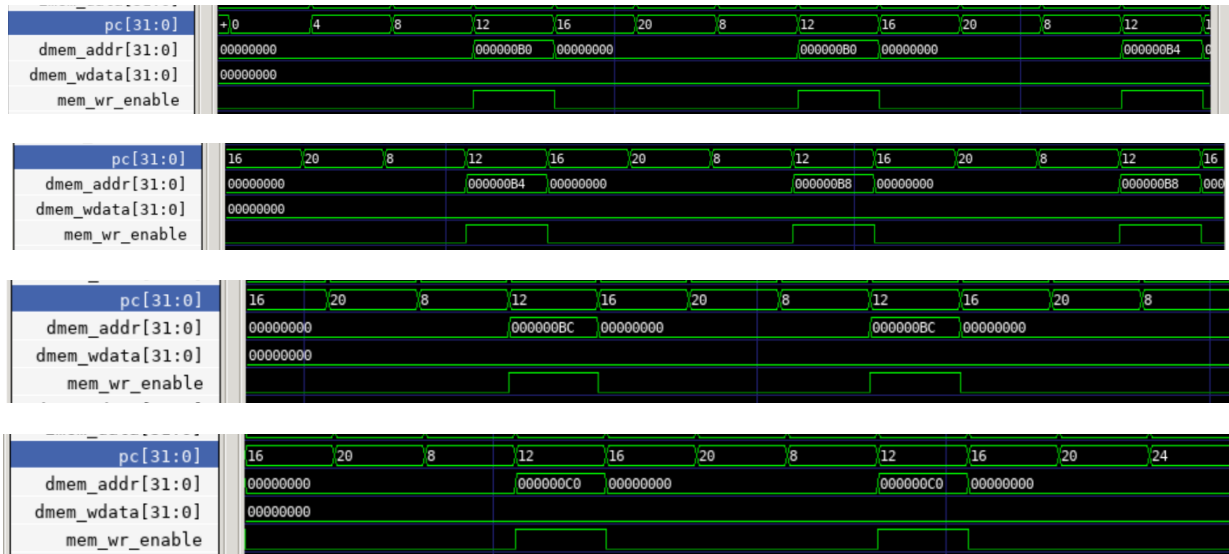 pc[31:0] +0 4 8 12 16 20 8 12 16 20 8 12
dmem_addr[31:0] 00000000 000000B0 00000000 000000B0 00000000 000000B4
dmem_wdata[31:0] 00000000
mem_wr_enable
pc[31:0] 16 20 8 12 16 20 8 12 16 20 8 12 16
dmem_addr[31:0] 00000000 000000B4 00000000 000000B8 00000000 000000B8 000
dmem_wdata[31:0] 00000000
mem_wr_enable
pc[31:0] 16 20 8 12 16 20 8 12 16 20 8
dmem_addr[31:0] 00000000 000000BC 00000000 000000BC 00000000
dmem_wdata[31:0] 00000000
mem_wr_enable
pc[31:0] 16 20 8 12 16 20 8 12 16 20 24
dmem_addr[31:0] 00000000 000000C0 00000000 000000C0 00000000
dmem_wdata[31:0] 00000000
mem_wr_enable